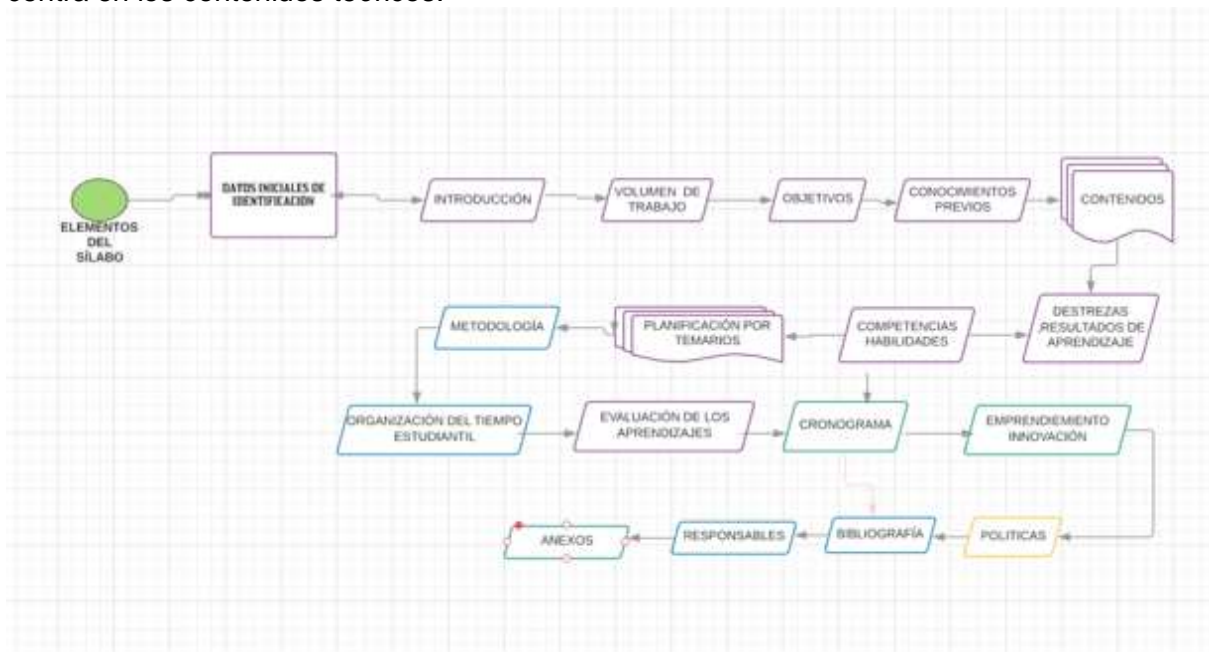 ELEMENTOS
DEL
SÍLABO
DATOS INICIALES DE
IDENTIFICACIÓN
INTRODUCCIÓN
VOLUMEN DE
TRABAJO
OBJETIVOS
CONOCIMIENTOS
PREVIOS
CONTENIDOS
DESTREZAS
,RESULTADOS DE
APRENDIZAJE
COMPETENCIAS
HABILIDADES
PLANIFICACIÓN POR
TEMARIOS
METODOLOGÍA
ORGANIZACIÓN DEL TIEMPO
ESTUDIANTIL
EVALUACIÓN DE LOS
APRENDIZAJES
CRONOGRAMA
EMPRENDIEMIENTO
INNOVACIÓN
POLITICAS
BIBLIOGRAFÍA
RESPONSABLES
ANEXOS